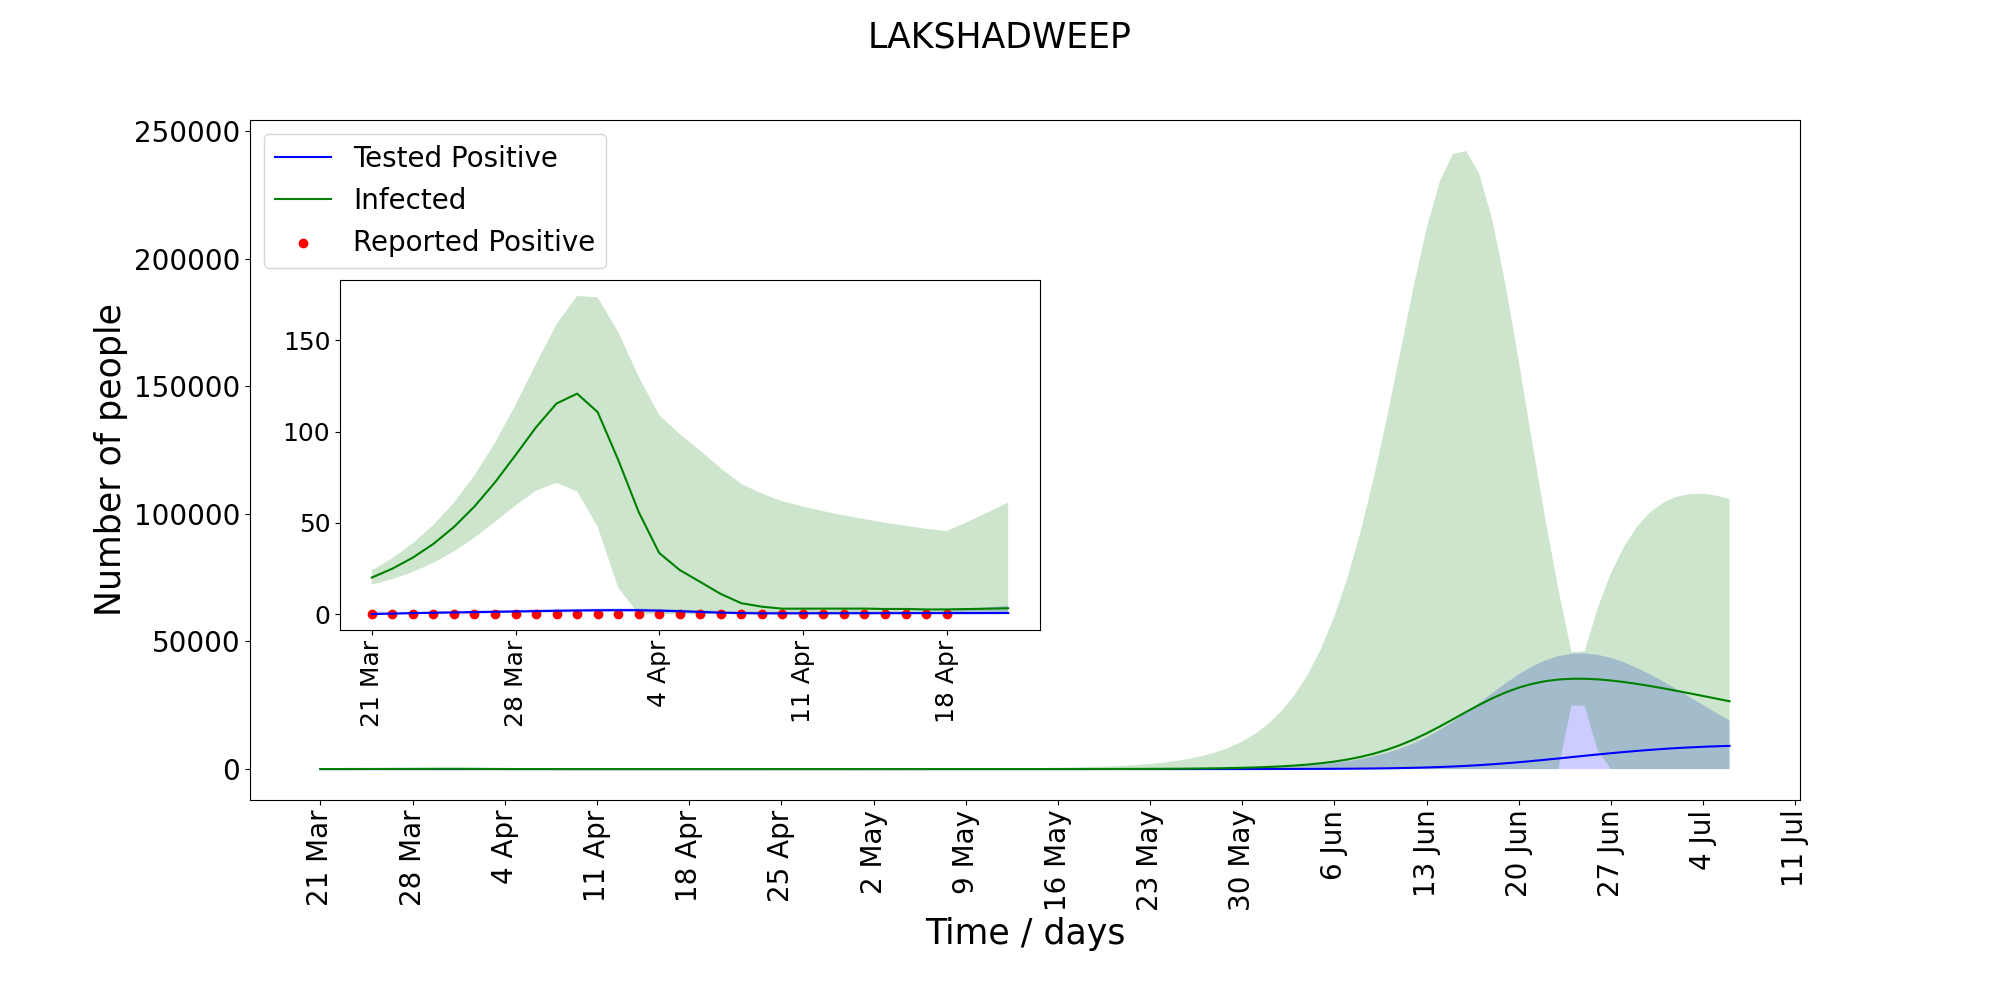 LAKSHADWEEP
250000
200000
150000
100000
50000
0
Number of people
Tested Positive
Infected
Reported Positive
150
100
50
0
21 Mar
28 Mar
4 Apr
11 Apr
18 Apr
21 Mar
28 Mar
4 Apr
11 Apr
18 Apr
25 Apr
2 May
9 May
16 May
23 May
30 May
6 Jun
13 Jun
20 Jun
27 Jun
4 Jul
11 Jul
Time / days